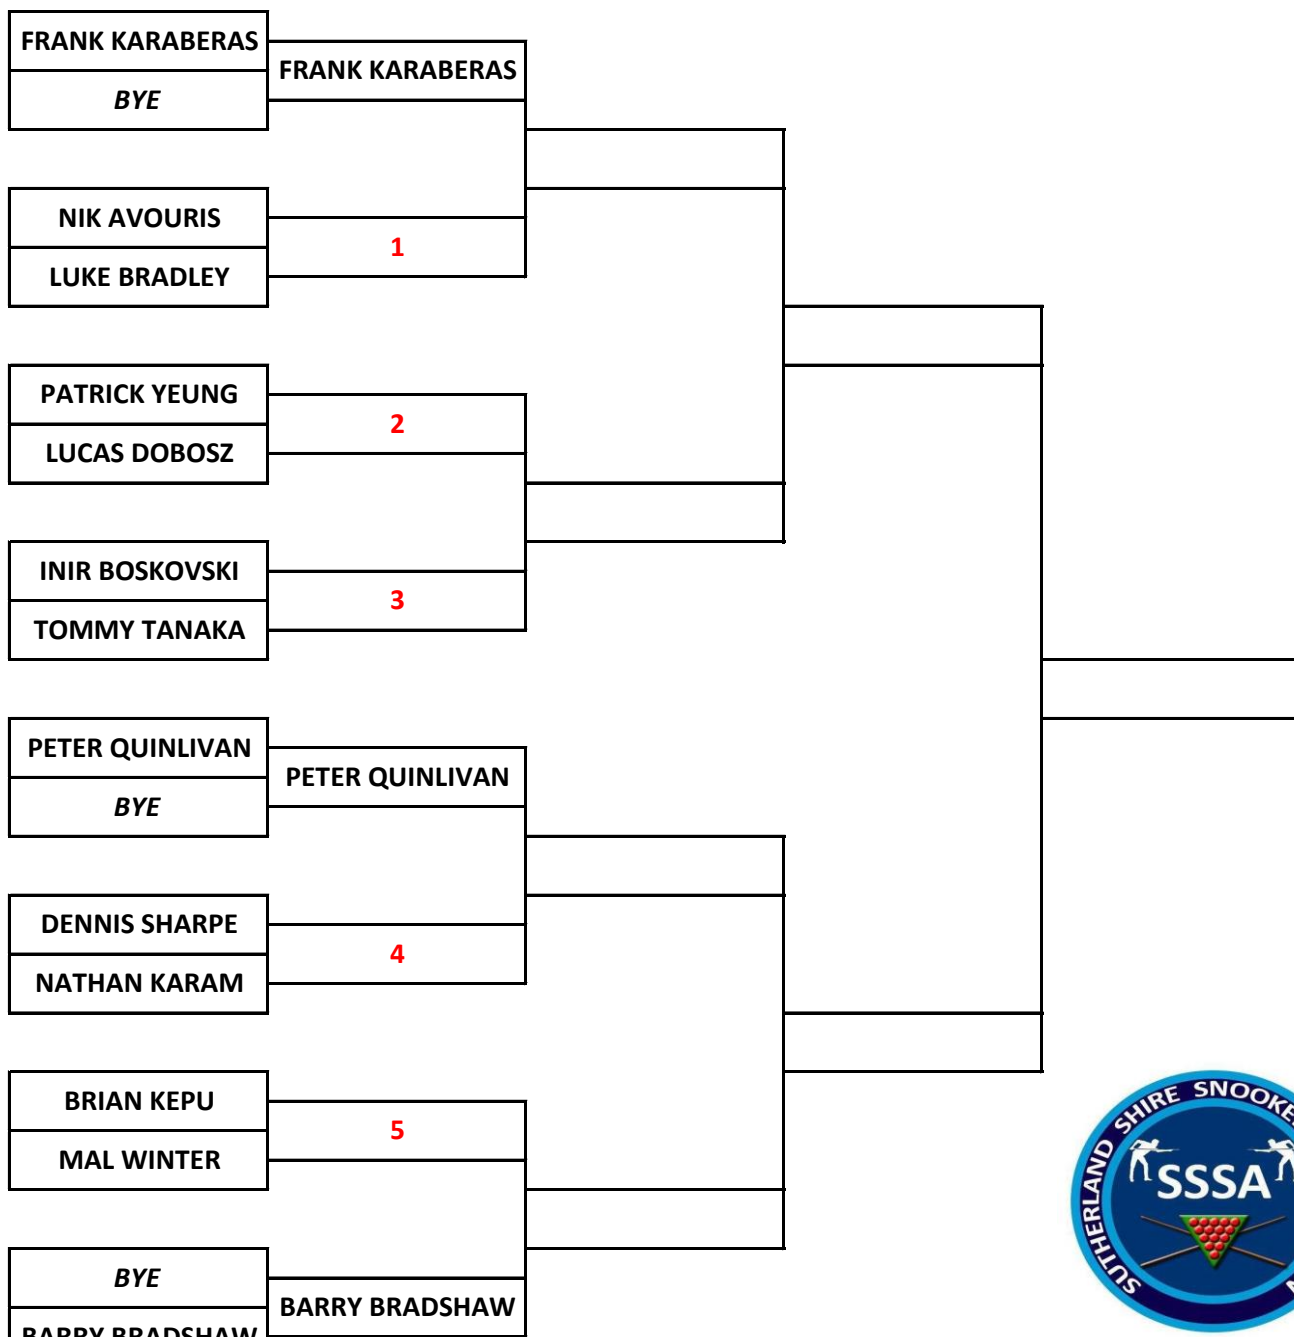 FRANK KARABERAS
FRANK KARABERAS
BYE
NIK AVOURIS
1
LUKE BRADLEY
PATRICK YEUNG
2
LUCAS DOBOSZ
INIR BOSKOVSKI
3
TOMMY TANAKA
PETER QUINLIVAN
PETER QUINLIVAN
BYE
DENNIS SHARPE
4
NATHAN KARAM
BRIAN KEPU
5
MAL WINTER
BYE
BARRY BRADSHAW
BARRY BRADSHAW
SUTHERLAND SHIRE SNOOKE
SSSA